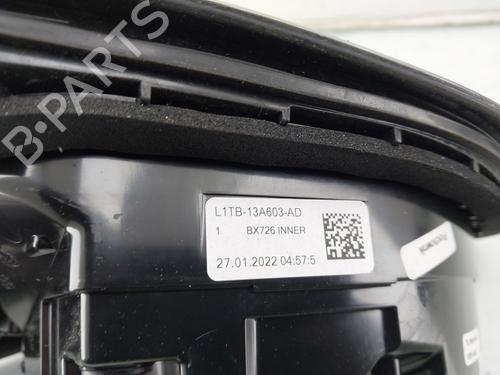 B-PARTS
L1TB-13A603-AD
1 BX726 INNER
27.01.2022 04:57:5